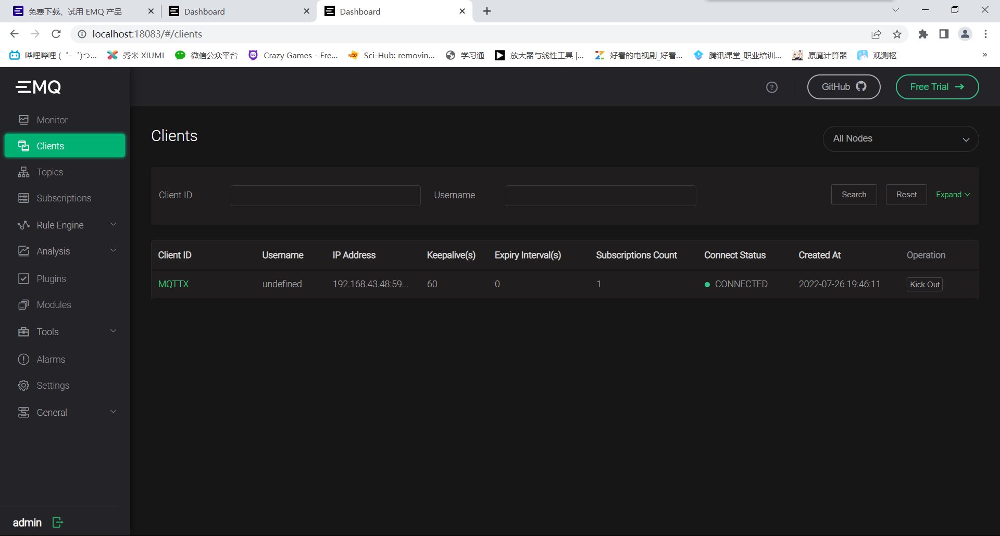 免费下载、试用 EMQ 产品
Dashboard
Dashboard
localhost:18083/#/clients
哔哩哔哩 (゜-゜)つ...
秀米 XIUMI
微信公众平台
Crazy Games - Fre...
Sci-Hub: removin...
学习通
放大器与线性工具 |...
好看的电视剧_好看...
腾讯课堂_职业培训...
原魔计算器
观测枢
»
EMQ
?
GitHub
Free Trial
Monitor
Clients
Topics
Subscriptions
Rule Engine
Analysis
Plugins
Modules
Tools
Alarms
Settings
General
admin
Clients
All Nodes
Client ID
Username
Search
Reset
Expand
Client ID Username IP Address Keepalive(s) Expiry Interval(s) Subscriptions Count Connect Status Created At Operation
MQTTX undefined 192.168.43.48:59... 60 0 1 CONNECTED 2022-07-26 19:46:11 Kick Out